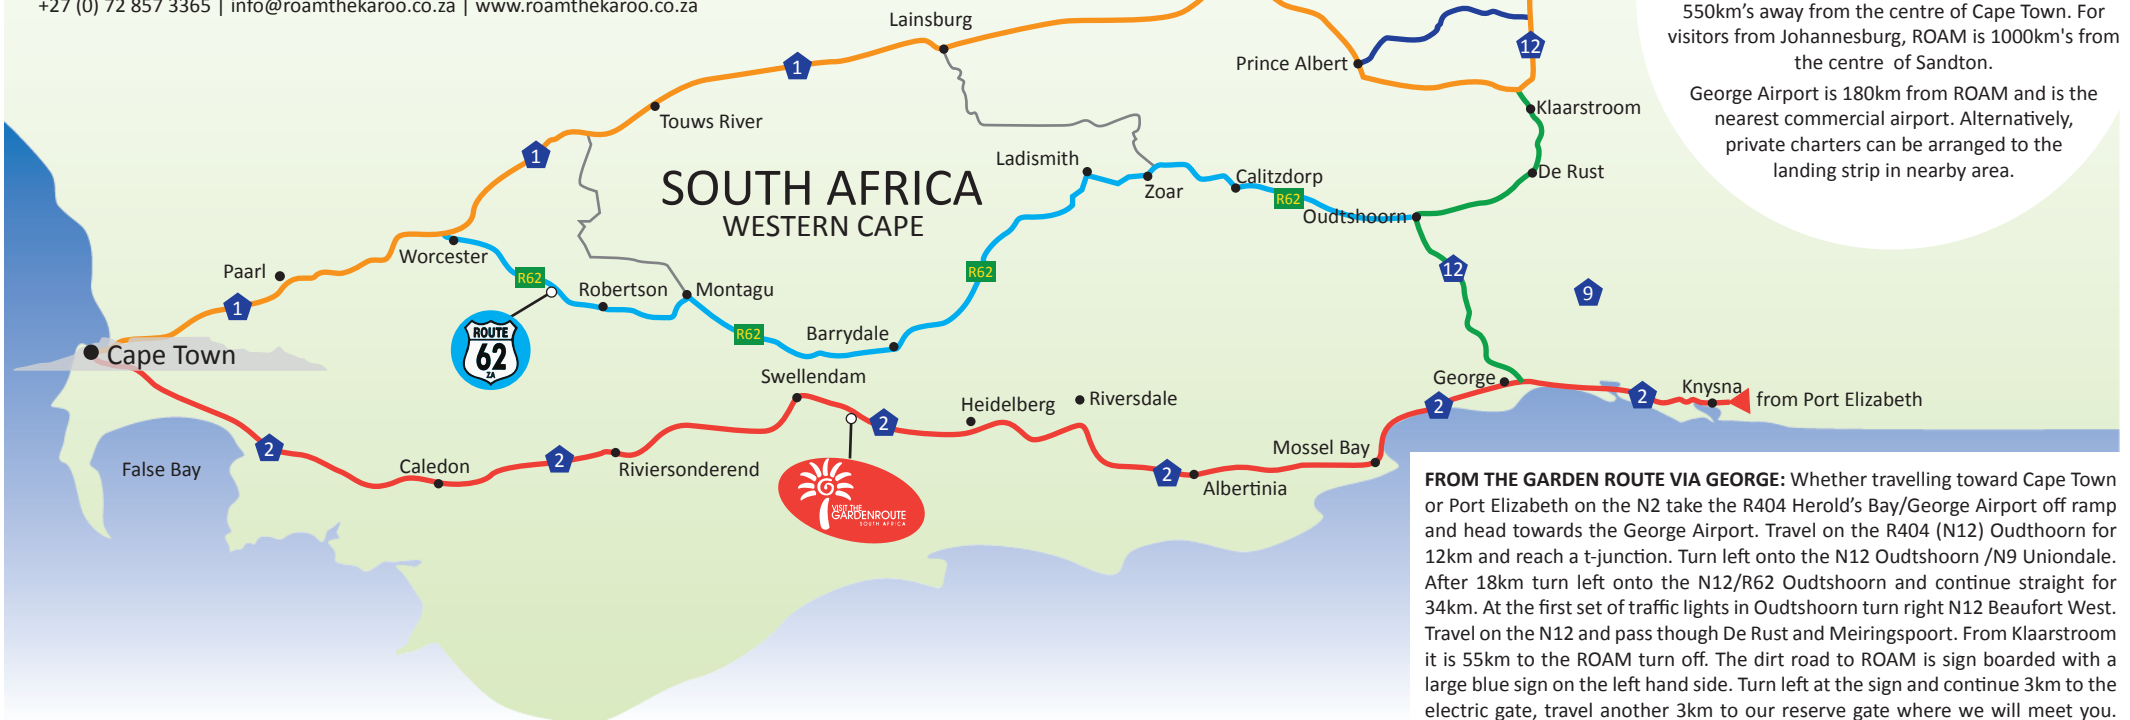 +27 (0) 72 857 3365 | info@roamthekaroo.co.za | www.roamthekaroo.co.za
550km's away from the centre of Cape Town. For
visitors from Johannesburg, ROAM is 1000km's from
the centre of Sandton.
George Airport is 180km from ROAM and is the
nearest commercial airport. Alternatively,
private charters can be arranged to the
landing strip in nearby area.
Lainsburg
12
Prince Albert
1
Klaarstroom
Touws River
1
Ladismith
De Rust
SOUTH AFRICA
WESTERN CAPE
Zoar
Calitzdorp
R62
Oudtshoorn
Worcester
Paarl
R62
R62
12
9
Robertson
Montagu
1
R62
Barrydale
ROUTE
62
ZA
Cape Town
Swellendam
George
Knysna
from Port Elizabeth
2
2
Riversdale
Heidelberg
2
2
False Bay
Caledon
2
Riviersonderend
Mossel Bay
2
Albertinia
VISIT THE
GARDENROUTE
SOUTH AFRICA
FROM THE GARDEN ROUTE VIA GEORGE: Whether travelling toward Cape Town
or Port Elizabeth on the N2 take the R404 Herold's Bay/George Airport off ramp
and head towards the George Airport. Travel on the R404 (N12) Oudthoorn for
12km and reach a t-junction. Turn left onto the N12 Oudtshoorn /N9 Uniondale.
After 18km turn left onto the N12/R62 Oudtshoorn and continue straight for
34km. At the first set of traffic lights in Oudtshoorn turn right N12 Beaufort West.
Travel on the N12 and pass though De Rust and Meiringspoort. From Klaarstroom
it is 55km to the ROAM turn off. The dirt road to ROAM is sign boarded with a
large blue sign on the left hand side. Turn left at the sign and continue 3km to the
electric gate, travel another 3km to our reserve gate where we will meet you.